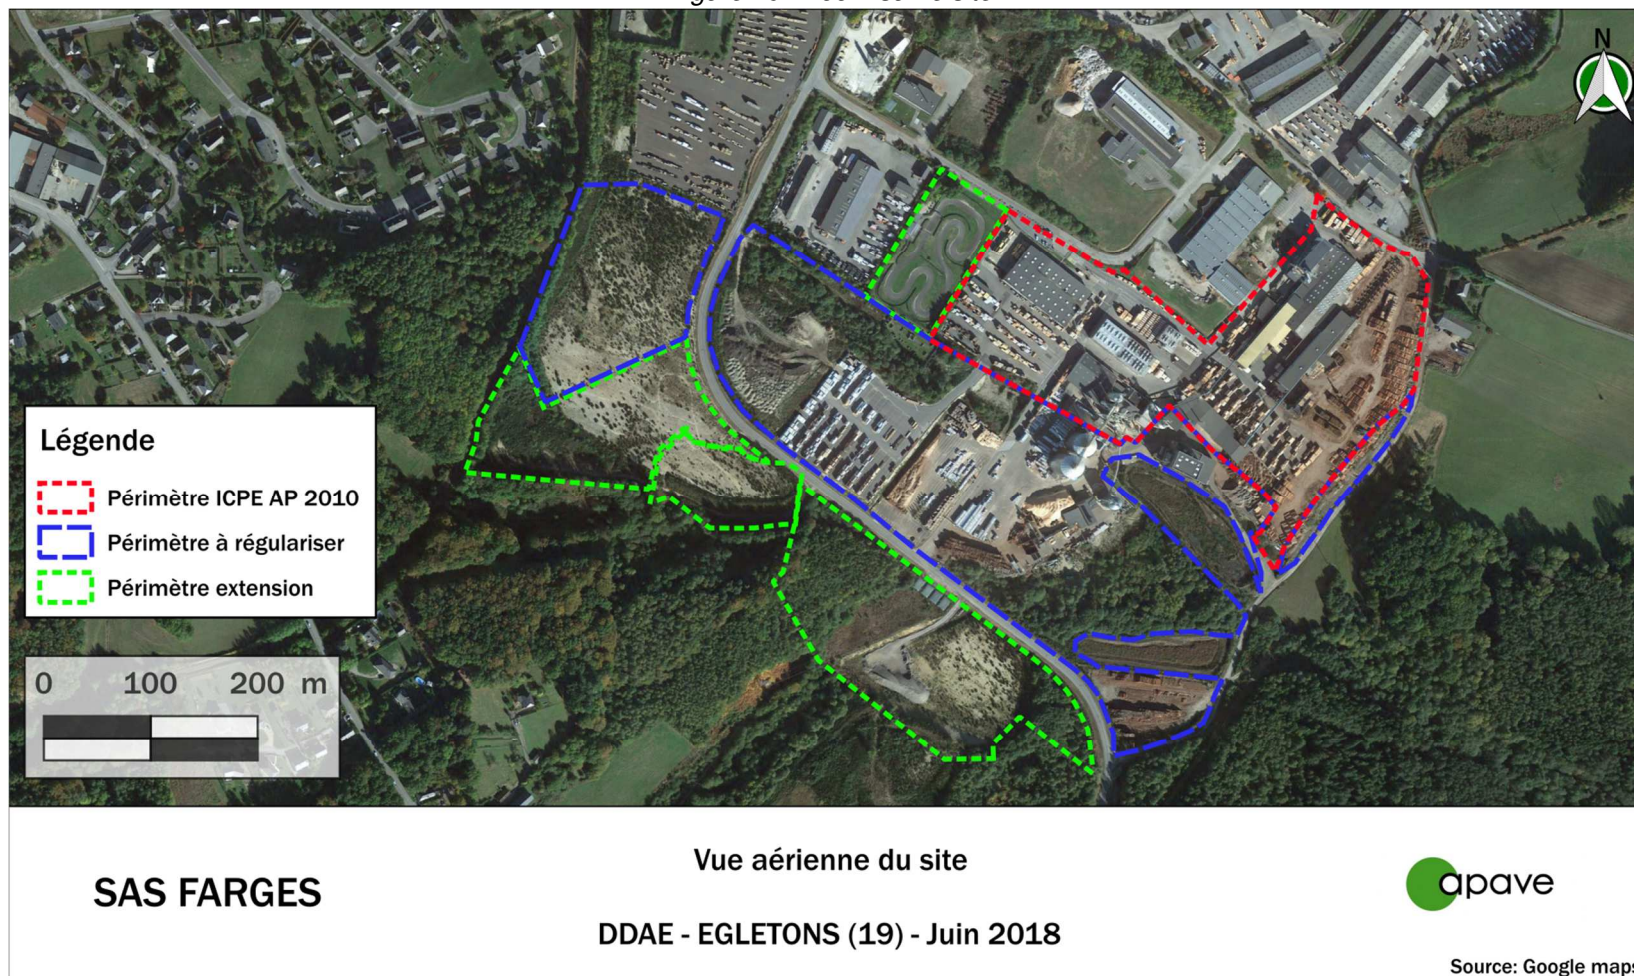 N
Légende
Périmètre ICPE AP 2010
Périmètre à régulariser
Périmètre extension
0 100 200 m
SAS FARGES
Vue aérienne du site
DDAE - EGLETONS (19) - Juin 2018
apave
Source: Google maps